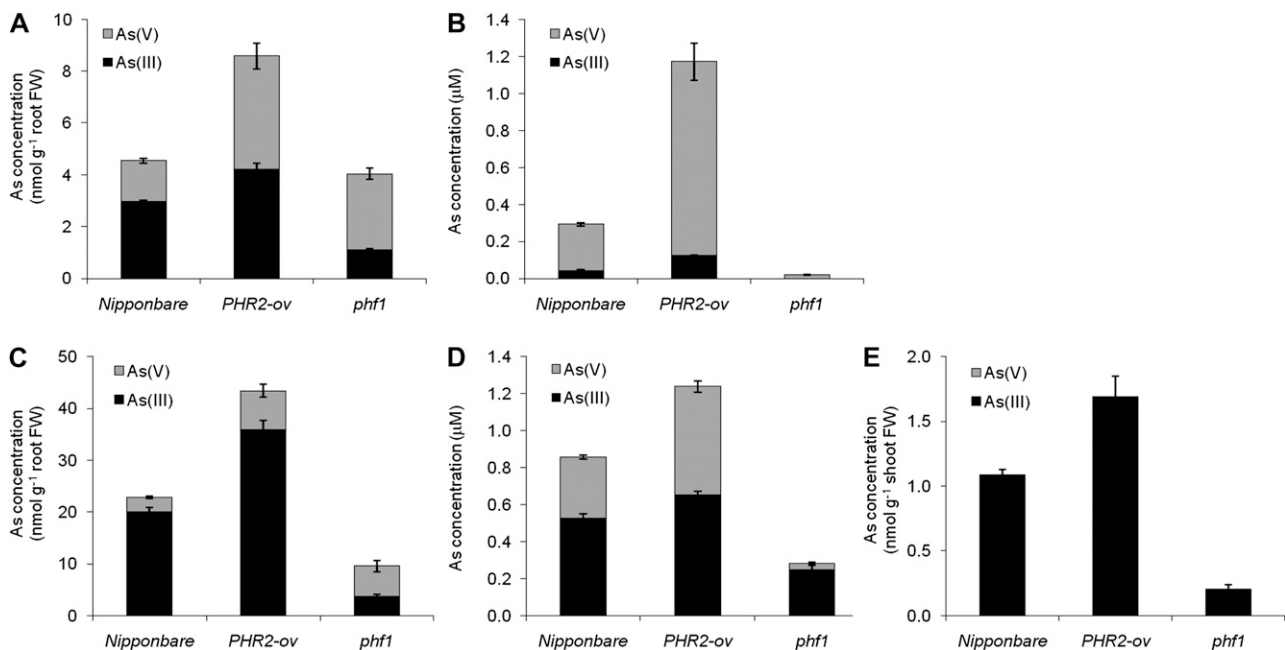 A
As(V)
As(III)
As concentration
(nmol g⁻¹ root FW)
10
8
6
4
2
0
Nipponbare PHR2-ov phf1
B
As(V)
As(III)
As concentration (μM)
1.4
1.2
1.0
0.8
0.6
0.4
0.2
0.0
Nipponbare PHR2-ov phf1
C
As(V)
As(III)
As concentration
(nmol g⁻¹ root FW)
50
40
30
20
10
0
Nipponbare PHR2-ov phf1
D
As(V)
As(III)
As concentration (μM)
1.4
1.2
1.0
0.8
0.6
0.4
0.2
0.0
Nipponbare PHR2-ov phf1
E
As(V)
As(III)
As concentration
(nmol g⁻¹ shoot FW)
2.0
1.5
1.0
0.5
0.0
Nipponbare PHR2-ov phf1